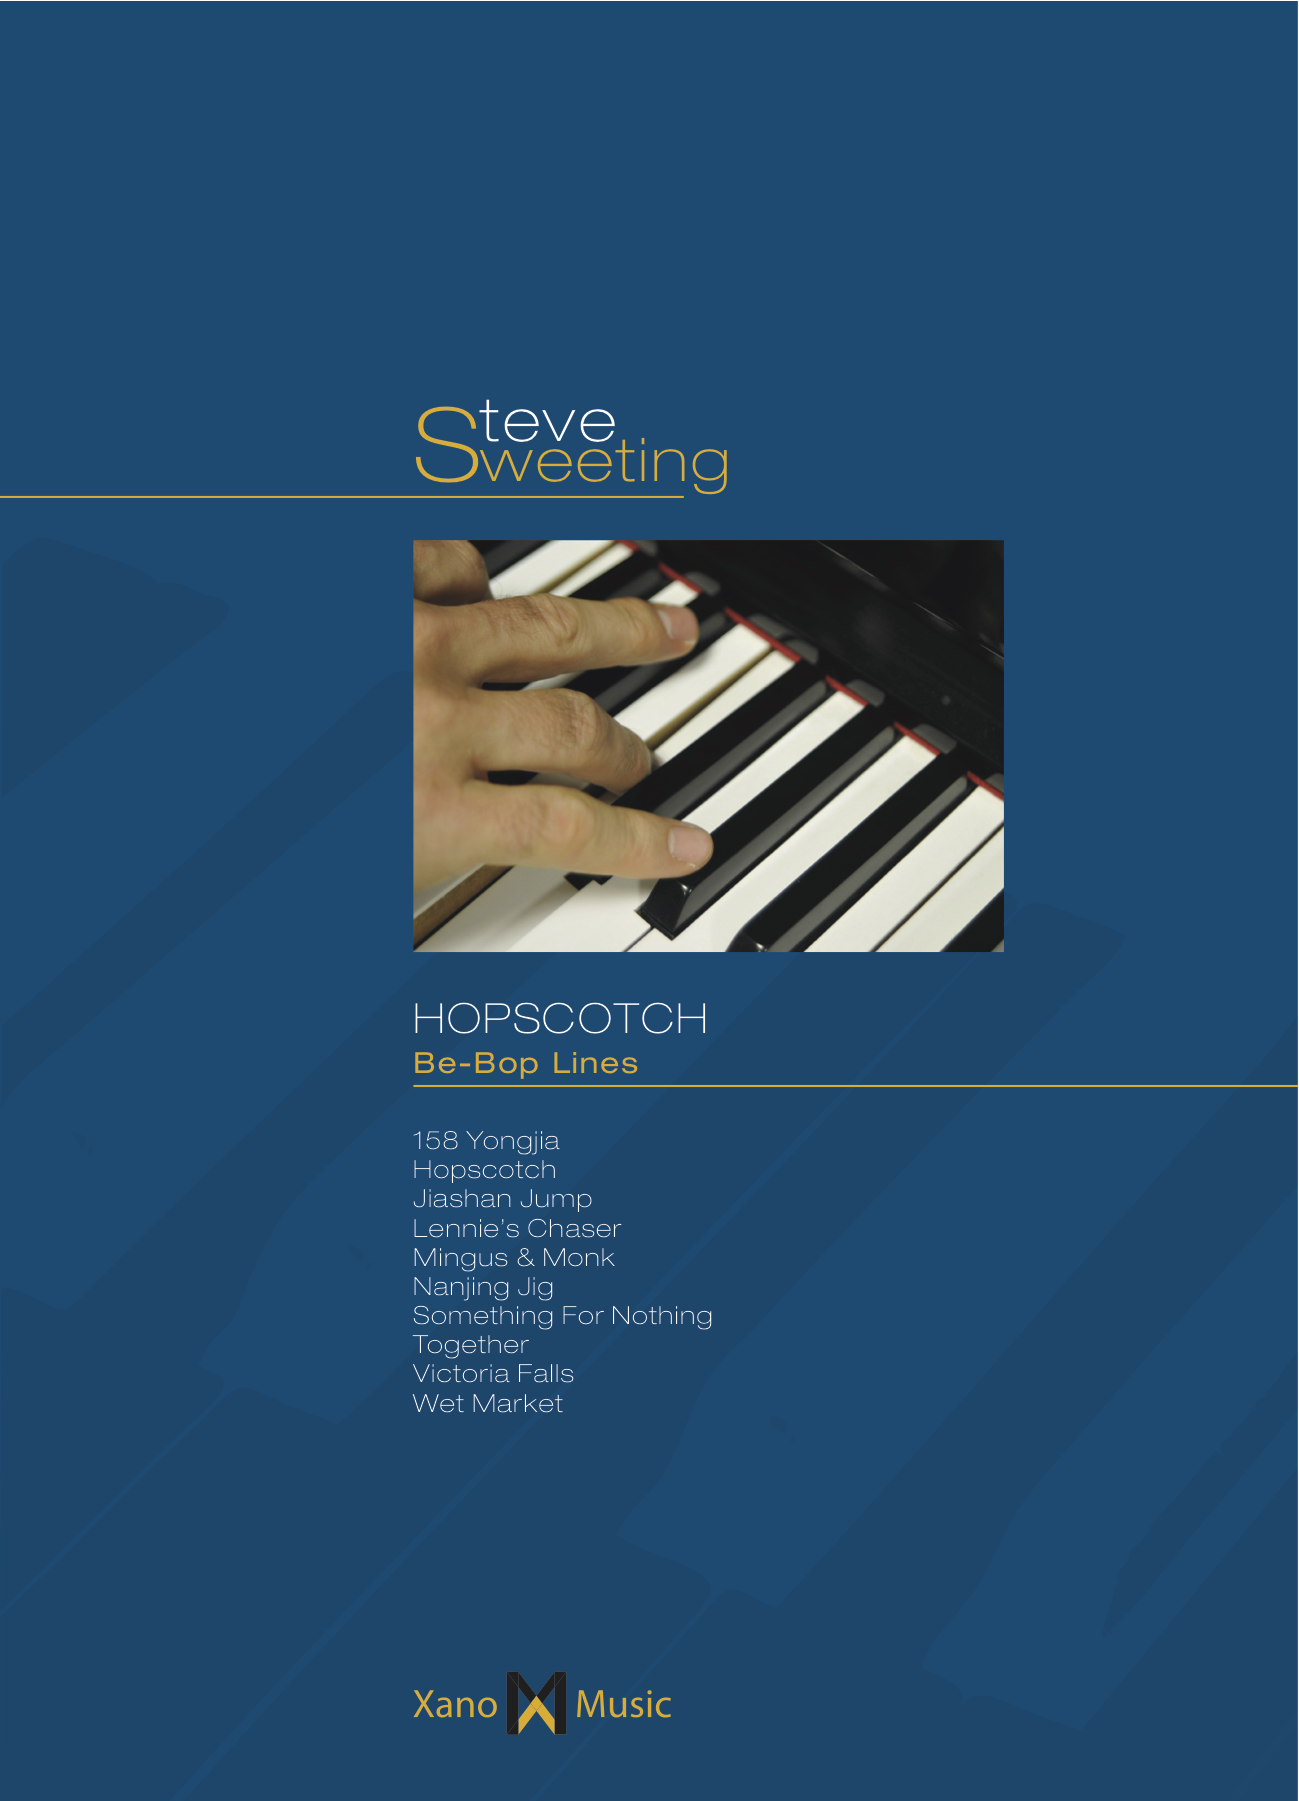 Steve
Sweeting
HOPSCOTCH
Be-Bop Lines
158 Yongjia
Hopscotch
Jiashan Jump
Lennie's Chaser
Mingus & Monk
Nanjing Jig
Something For Nothing
Together
Victoria Falls
Wet Market
Xano Music